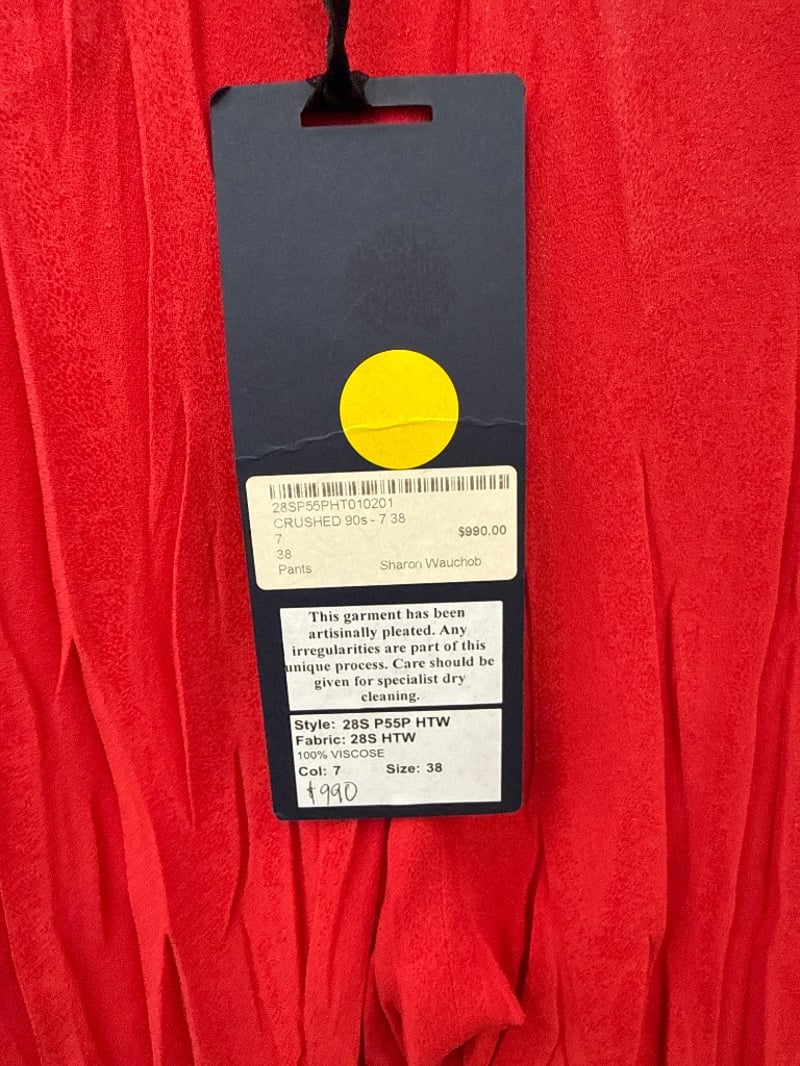 28SP55PHT010201
CRUSHED 90s - 7 38
7
$990.00
38
Pants
Sharon Wauchob
This garment has been
artisinally pleated. Any
irregularities are part of this
unique process. Care should be
given for specialist dry
cleaning.
Style: 28S P55P HTW
Fabric: 28S HTW
100% VISCOSE
Col: 7 Size: 38
$990